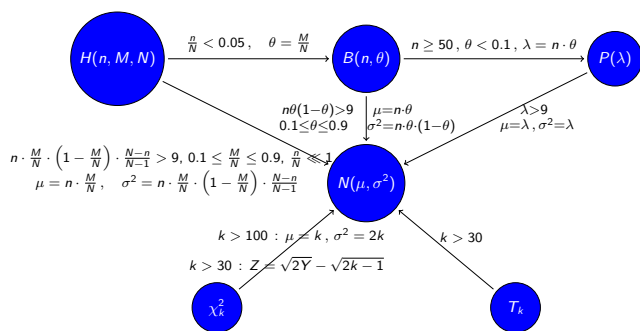 n/N < 0.05 , θ = M/N
n ≥ 50 , θ < 0.1 , λ = n · θ
H(n, M, N)
B(n, θ)
P(λ)
nθ(1−θ)>9
0.1≤θ≤0.9
μ=n·θ
σ²=n·θ·(1−θ)
λ>9
μ=λ , σ²=λ
n · M/N · (1 − M/N) · N−n/N−1 > 9, 0.1 ≤ M/N ≤ 0.9, n/N ≪ 1
μ = n · M/N , σ² = n · M/N · (1 − M/N) · N−n/N−1
N(μ, σ²)
k > 100 : μ = k , σ² = 2k
k > 30
k > 30 : Z = √2Y − √2k − 1
χ²ₖ
Tₖ